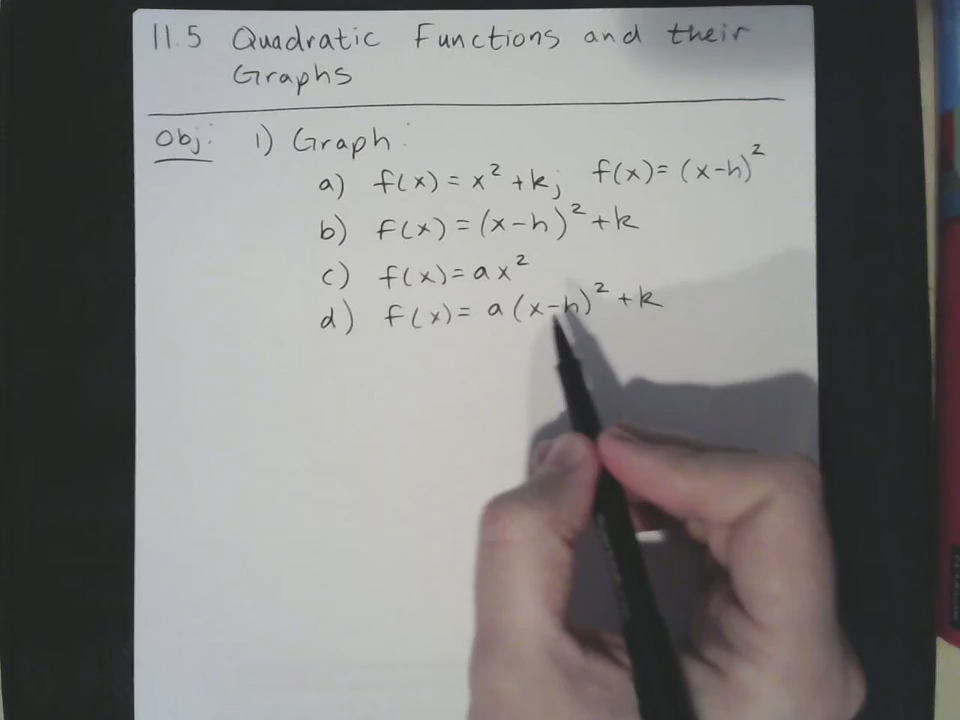 11.5 Quadratic Functions and their
Graphs
Obj: 1) Graph:
a) f(x) = x² + k; f(x) = (x-h)²
b) f(x) = (x-h)² + k
c) f(x) = ax²
d) f(x) = a(x-h)² + k